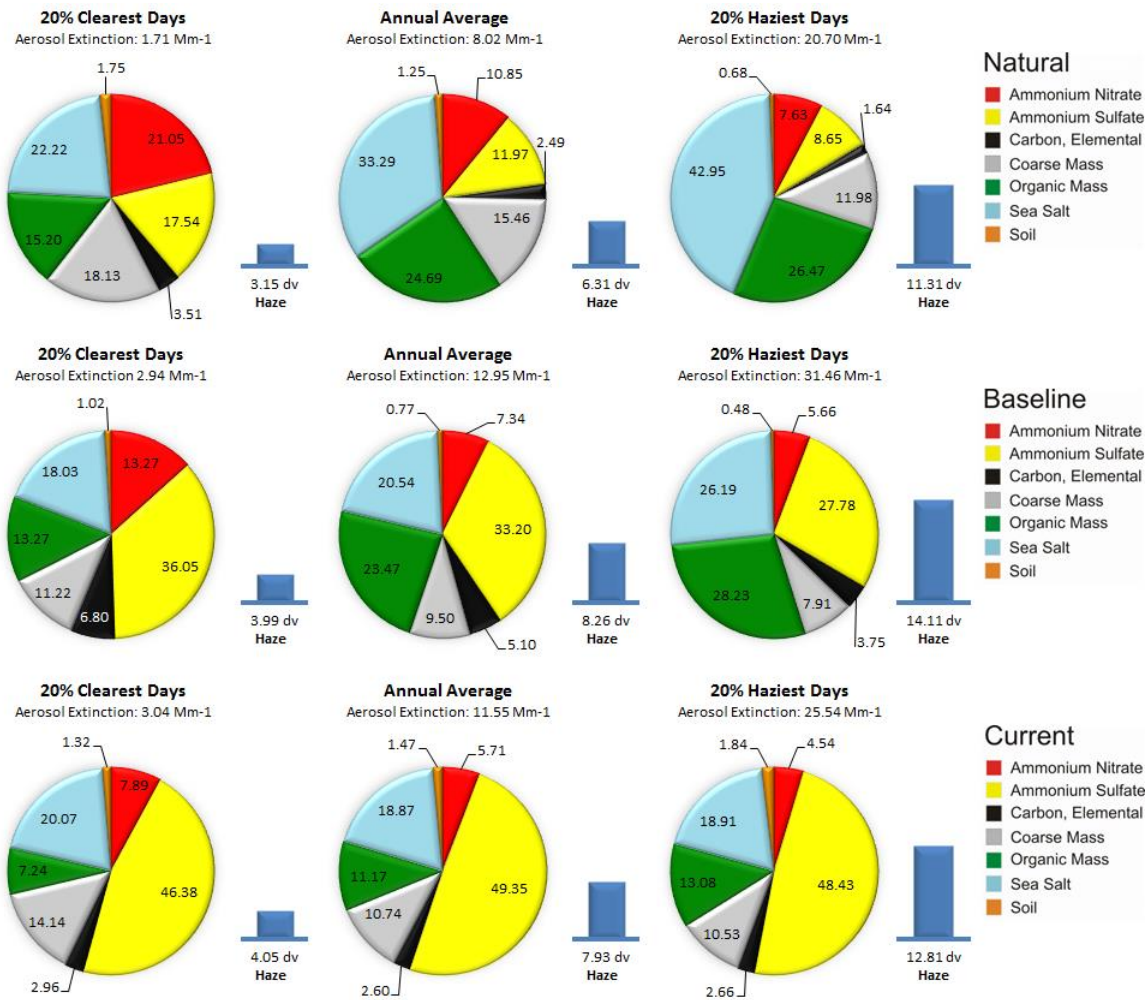 20% Clearest Days
Aerosol Extinction: 1.71 Mm-1
1.75
21.05
22.22
17.54
15.20
18.13
3.51
3.15 dv
Haze
Annual Average
Aerosol Extinction: 8.02 Mm-1
1.25
10.85
2.49
11.97
33.29
15.46
24.69
6.31 dv
Haze
20% Haziest Days
Aerosol Extinction: 20.70 Mm-1
0.68
7.63
1.64
8.65
42.95
11.98
26.47
11.31 dv
Haze
Natural
Ammonium Nitrate
Ammonium Sulfate
Carbon, Elemental
Coarse Mass
Organic Mass
Sea Salt
Soil
20% Clearest Days
Aerosol Extinction 2.94 Mm-1
1.02
13.27
18.03
13.27
36.05
11.22
6.80
3.99 dv
Haze
Annual Average
Aerosol Extinction: 12.95 Mm-1
0.77
7.34
20.54
33.20
23.47
9.50
5.10
8.26 dv
Haze
20% Haziest Days
Aerosol Extinction: 31.46 Mm-1
0.48
5.66
26.19
27.78
28.23
7.91
3.75
14.11 dv
Haze
Baseline
Ammonium Nitrate
Ammonium Sulfate
Carbon, Elemental
Coarse Mass
Organic Mass
Sea Salt
Soil
20% Clearest Days
Aerosol Extinction: 3.04 Mm-1
1.32
7.89
20.07
7.24
46.38
14.14
2.96
4.05 dv
Haze
Annual Average
Aerosol Extinction: 11.55 Mm-1
1.47
5.71
18.87
11.17
49.35
10.74
2.60
7.93 dv
Haze
20% Haziest Days
Aerosol Extinction: 25.54 Mm-1
1.84
4.54
18.91
13.08
48.43
10.53
2.66
12.81 dv
Haze
Current
Ammonium Nitrate
Ammonium Sulfate
Carbon, Elemental
Coarse Mass
Organic Mass
Sea Salt
Soil